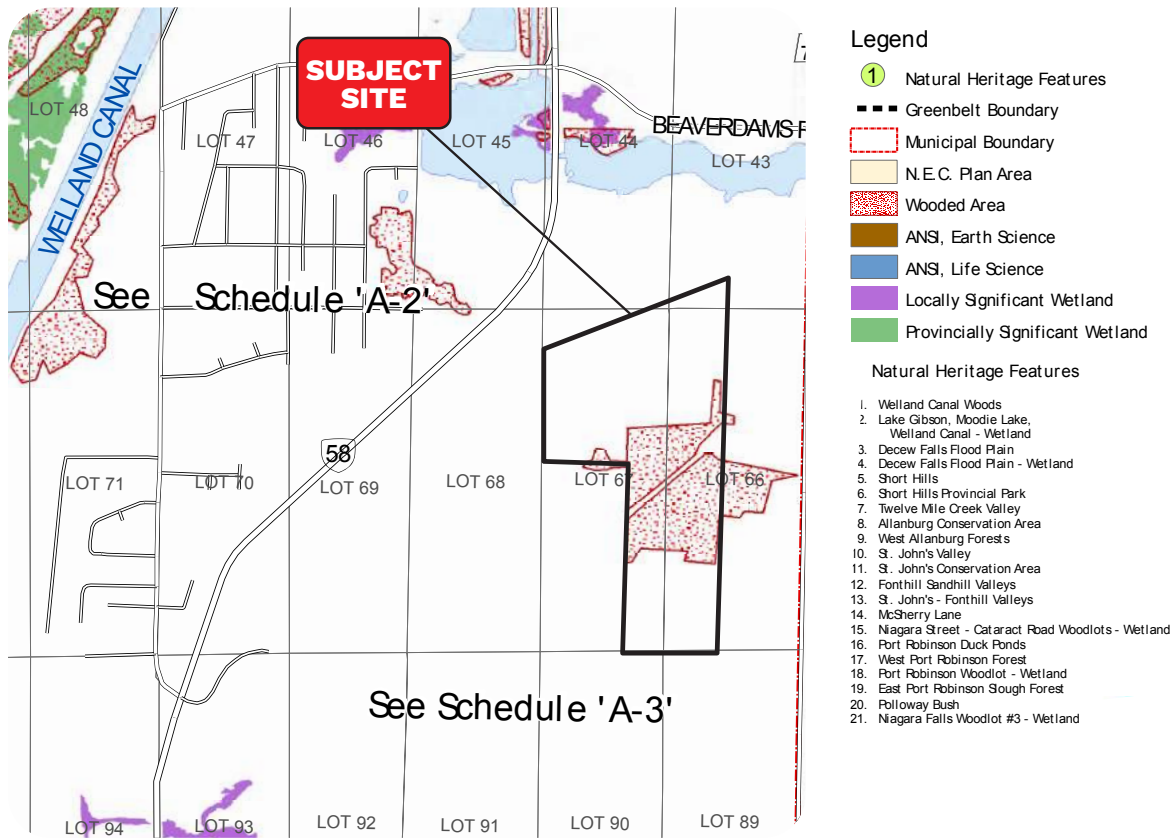 SUBJECT
SITE
LOT 48
WELLAND CANAL
LOT 47
LOT 46
LOT 45
LOT 44
BEAVERDAMS R
LOT 43
See Schedule 'A-2'
58
LOT 71
LOT 70
LOT 69
LOT 68
LOT 67
LOT 66
See Schedule 'A-3'
LOT 94
LOT 93
LOT 92
LOT 91
LOT 90
LOT 89
Legend
1 Natural Heritage Features
Greenbelt Boundary
Municipal Boundary
N.E.C. Plan Area
Wooded Area
ANSI, Earth Science
ANSI, Life Science
Locally Significant Wetland
Provincially Significant Wetland
Natural Heritage Features
1. Welland Canal Woods
2. Lake Gibson, Moodie Lake,
Welland Canal - Wetland
3. Decew Falls Flood Plain
4. Decew Falls Flood Plain - Wetland
5. Short Hills
6. Short Hills Provincial Park
7. Twelve Mile Creek Valley
8. Allanburg Conservation Area
9. West Allanburg Forests
10. St. John's Valley
11. St. John's Conservation Area
12. Fonthill Sandhill Valleys
13. St. John's - Fonthill Valleys
14. McSherry Lane
15. Niagara Street - Cataract Road Woodlots - Wetland
16. Port Robinson Duck Ponds
17. West Port Robinson Forest
18. Port Robinson Woodlot - Wetland
19. East Port Robinson Slough Forest
20. Polloway Bush
21. Niagara Falls Woodlot #3 - Wetland